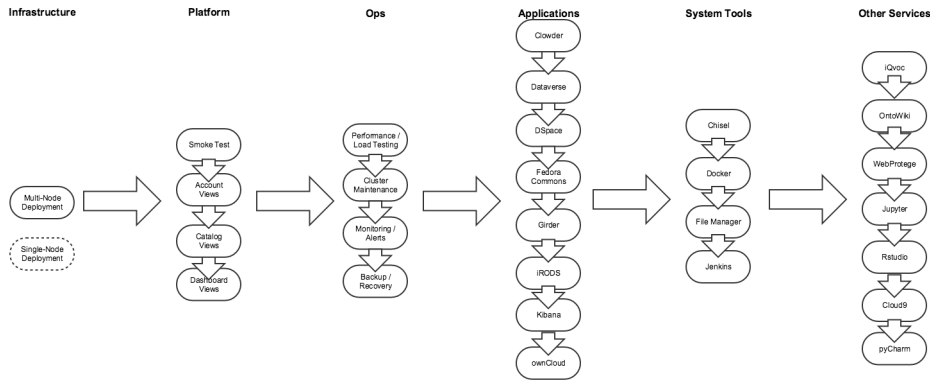 Infrastructure
Platform
Ops
Applications
System Tools
Other Services
Multi-Node
Deployment
Single-Node
Deployment
Smoke Test
Account
Views
Catalog
Views
Dashboard
Views
Performance /
Load Testing
Cluster
Maintenance
Monitoring /
Alerts
Backup /
Recovery
Clowder
Dataverse
DSpace
Fedora
Commons
Girder
iRODS
Kibana
ownCloud
Chisel
Docker
File Manager
Jenkins
iQvoc
OntoWiki
WebProtege
Jupyter
Rstudio
Cloud9
pyCharm